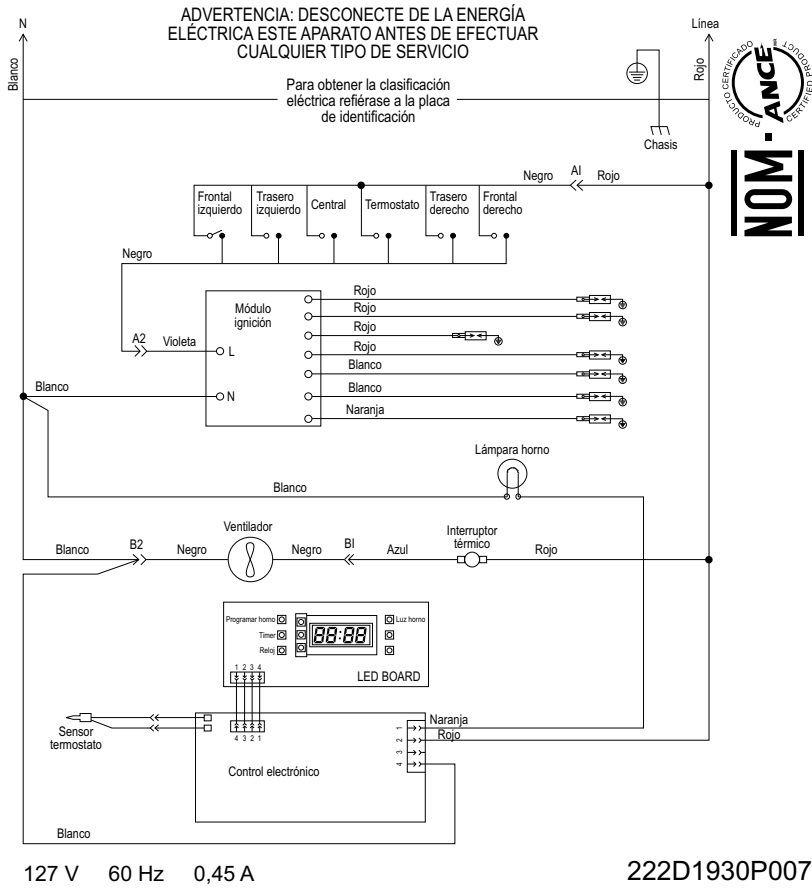 N
ADVERTENCIA: DESCONECTE DE LA ENERGÍA
ELÉCTRICA ESTE APARATO ANTES DE EFECTUAR
CUALQUIER TIPO DE SERVICIO
Línea
Blanco
Rojo
PRODUCTO CERTIFICADO
ANCE
CERTIFIED PRODUCT
NOM
Para obtener la clasificación
eléctrica refiérase a la placa
de identificación
Chasis
Negro AI Rojo
Frontal
izquierdo
Trasero
izquierdo
Central
Termostato
Trasero
derecho
Frontal
derecho
Negro
Módulo
ignición
Rojo
Rojo
Rojo
A2 Violeta L
Rojo
Blanco
Blanco N Blanco
Naranja
Lámpara horno
Blanco
Ventilador
Interruptor
térmico
Blanco B2 Negro Negro BI Azul Rojo
Programar horno
Timer
Reloj
88:88
Luz horno
LED BOARD
1 2 3 4
4 3 2 1
Sensor
termostato
Control electrónico
1 Naranja
2 Rojo
3
4
Blanco
127 V 60 Hz 0,45 A
222D1930P007